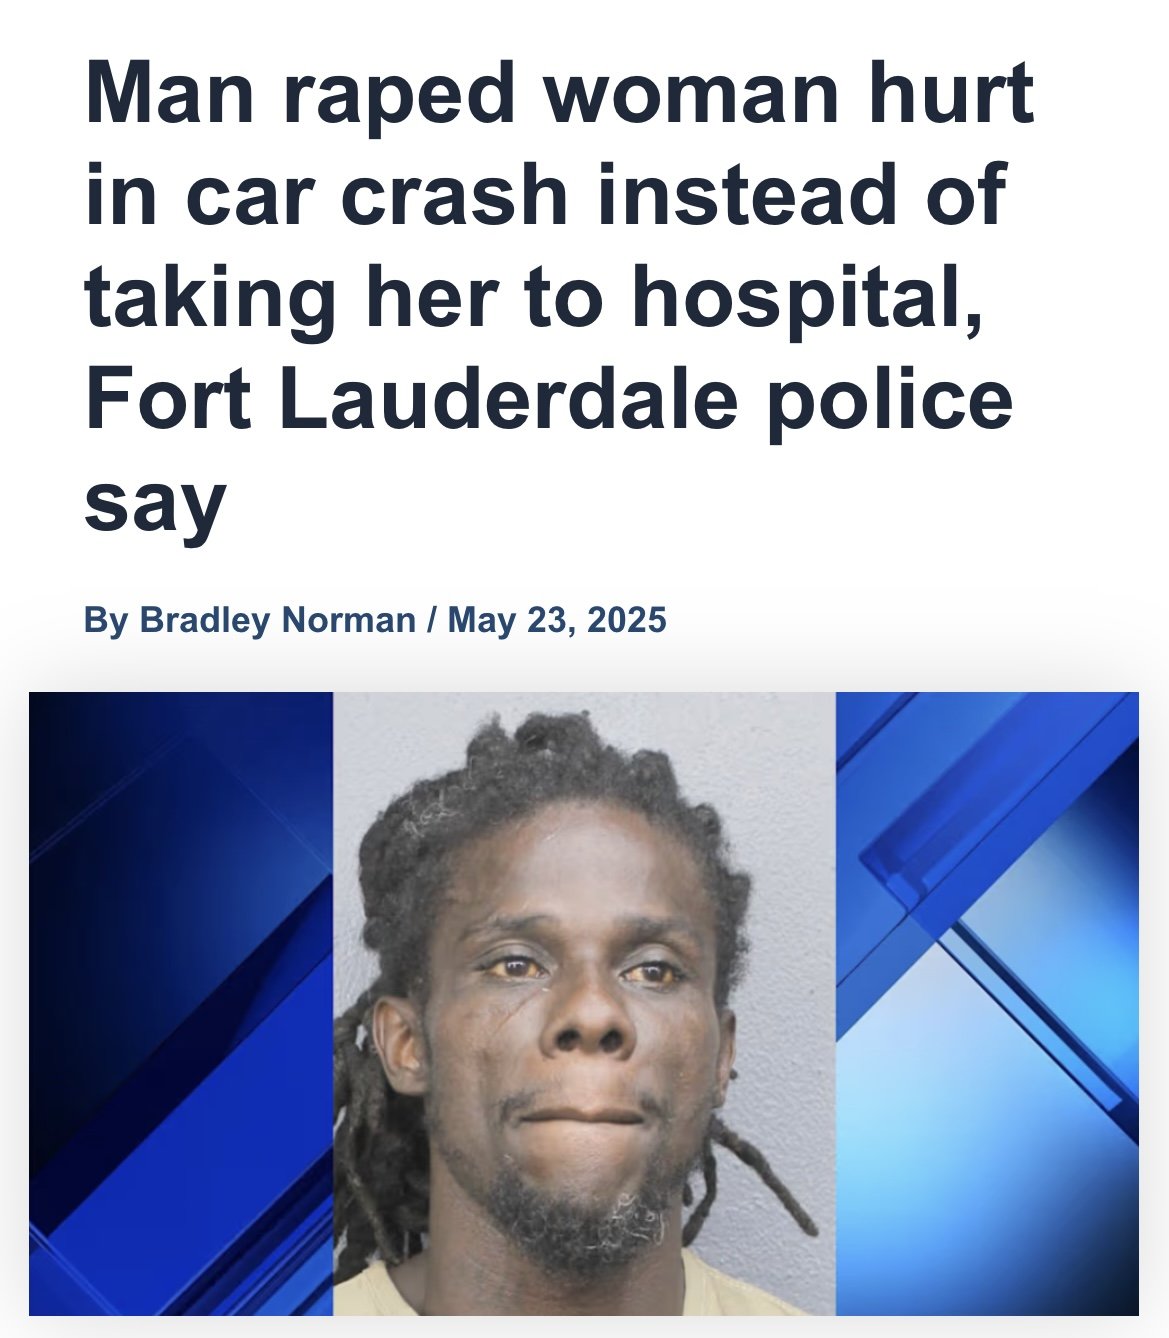 Man raped woman hurt
in car crash instead of
taking her to hospital,
Fort Lauderdale police
say
By Bradley Norman / May 23, 2025